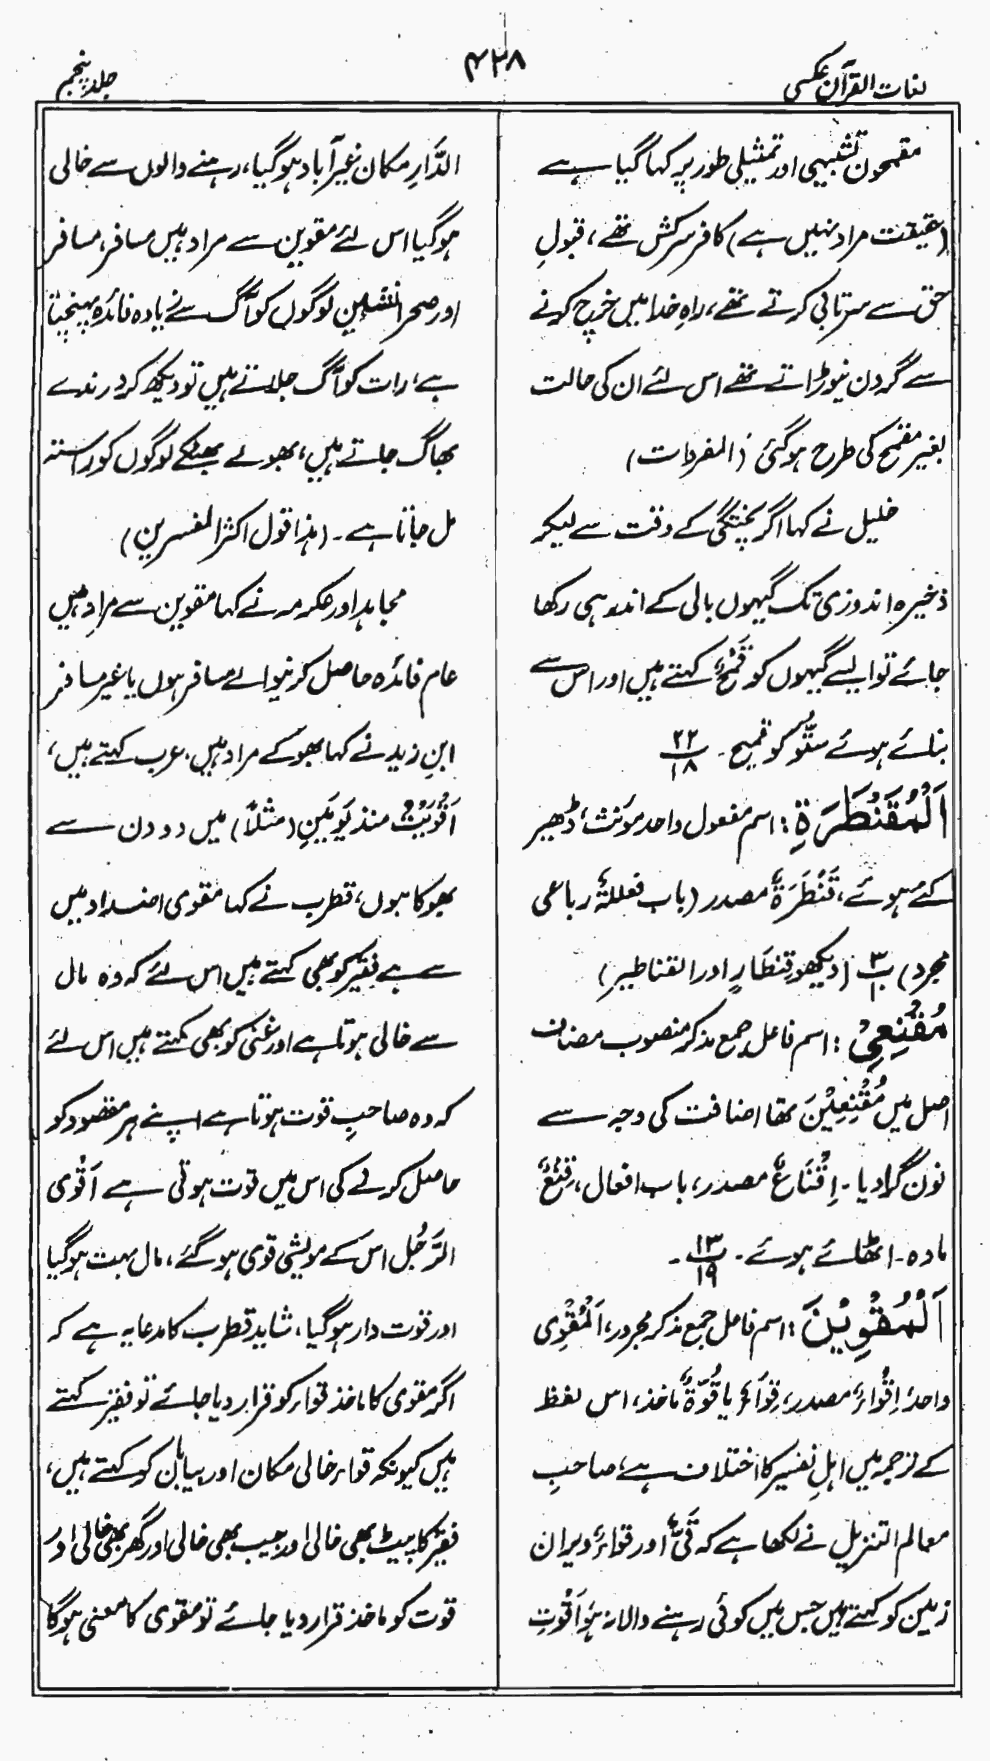 لغات القرآن عکسی
۴۲۸
جلد پنجم
مقمحون تشبیہی اور تمثیلی طور پر کہا گیا ہے
(حقیقت مراد نہیں ہے) کافر سرکش تھے، قبولِ
حق سے سرتابی کرتے تھے، راہِ خدا میں خرچ کرنے
سے گردن نیوڑاتے تھے اس لئے ان کی حالت
بغیر مقمح کی طرح ہوگئی (المفردات)
خلیل نے کہا اگر پختگی کے وقت سے لیکر
ذخیرہ اندوزی تک گیہوں بالی کے اندر ہی رکھا
جائے تو ایسے گیہوں کو قَمْحٌ کہتے ہیں اور اس سے
بنائے ہوئے ستّو کو قمیح۔ ۲۲/۱۸
اَلْمُقَنْطَرَةِ: اسم مفعول واحد مؤنث، ڈھیر
کئے ہوئے، قَنْطَرَةٌ مصدر (باب فعللۃٌ رباعی
مجرد) ۳/۱۰ (دیکھو قِنْطَارٍ اور القناطیر)
مُقْنِعِیْ: اسم فاعل جمع مذکر منصوب مضاف
اصل میں مُقْنِعِیْنَ تھا اضافت کی وجہ سے
نون گرا دیا۔ اِقْنَاعٌ مصدر، باب افعال، قِنْعٌ
مادہ۔ اٹھائے ہوئے۔ ۱۳/۱۹۔
اَلْمُقْوِیْنَ: اسم فاعل جمع مذکر مجرور، اَلْمُقْوِی
واحد، اِقْوَاءٌ مصدر، قِوَاءٌ یا قُوَّۃٌ ماخذ، اس لفظ
کے ترجمہ میں اہلِ تفسیر کا اختلاف ہے، صاحبِ
معالم التنزیل نے لکھا ہے کہ قَیٌّ اور قواء ویران
زمین کو کہتے ہیں جس میں کوئی رہنے والا نہ ہو اَقْوَتِ
الدَّارِ مکان غیر آباد ہوگیا، رہنے والوں سے خالی
ہوگیا اس لئے مقوین سے مراد ہیں مسافر، مسافر
اور صحرا نشین لوگوں کو آگ سے زیادہ فائدہ پہنچتا
ہے، رات کو آگ جلاتے ہیں تو دیکھ کر درندے
بھاگ جاتے ہیں، بھولے بھٹکے لوگوں کو راستہ
مل جاتا ہے۔ (ہذا قول اکثر المفسرین)
مجاہد اور عکرمہ نے کہا مقوین سے مراد ہیں
عام فائدہ حاصل کرنیوالے مسافر ہوں یا غیر مسافر
ابنِ زید نے کہا بھوکے مراد ہیں، عرب کہتے ہیں،
اَقْوَیْتُ منذ یَوْمَیْنِ (مثلاً) میں دو دن سے
بھوکا ہوں، قطرب نے کہا مقوی اضداد میں
سے ہے فقیر کو بھی کہتے ہیں اس لئے کہ وہ مال
سے خالی ہوتا ہے اور غنی کو بھی کہتے ہیں اس لئے
کہ وہ صاحبِ قوت ہوتا ہے اپنے ہر مقصود کو
حاصل کرنے کی اس میں قوت ہوتی ہے اَقْوَی
الرَّجُل اس کے مویشی قوی ہوگئے، مال بہت ہوگیا
اور قوت دار ہوگیا، شاید قطرب کا مدعا یہ ہے کہ
اگر مقوی کا ماخذ قواء کو قرار دیا جائے تو فقیر کہتے
ہیں کیونکہ قواء خالی مکان اور بیابان کو کہتے ہیں،
فقیر کا پیٹ بھی خالی اور جیب بھی خالی اور گھر بھی خالی اور
قوت کو ماخذ قرار دیا جائے تو مقوی کا معنی ہوگا